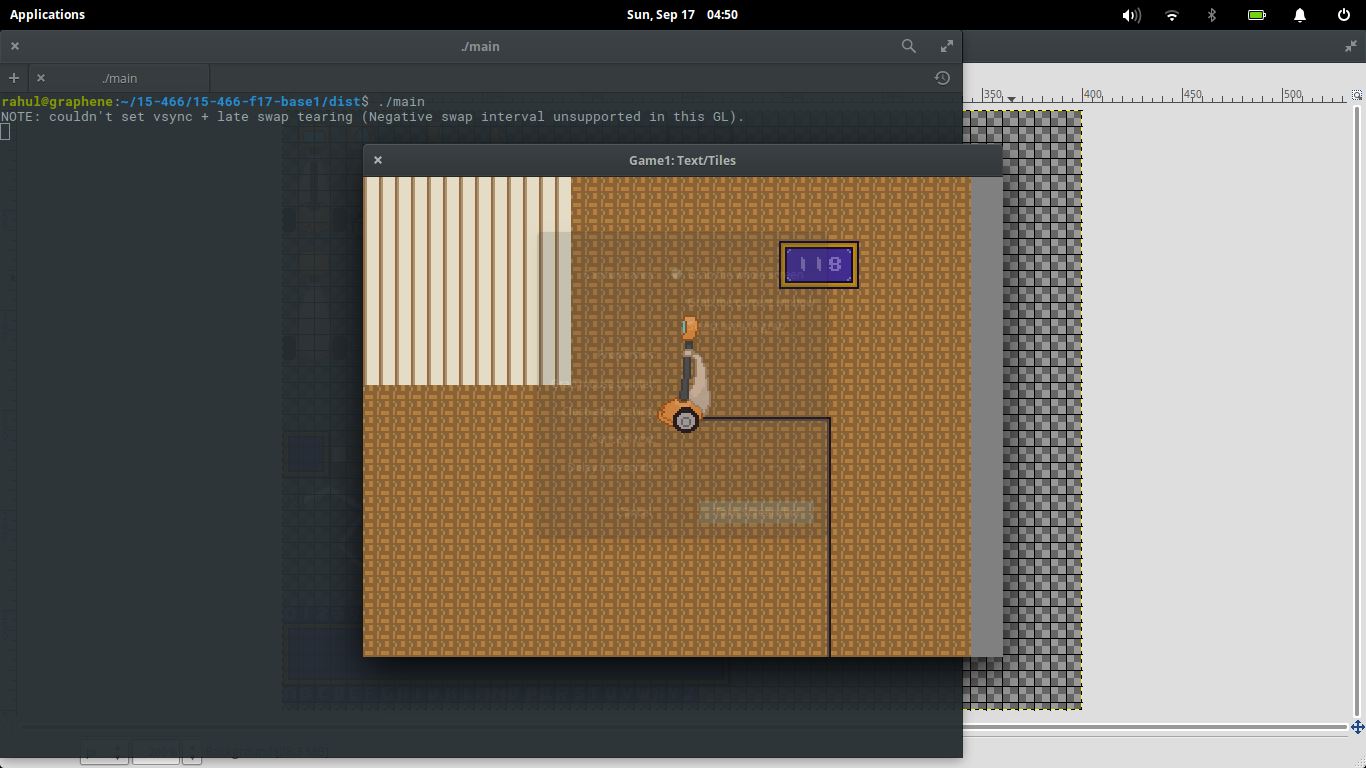 Applications
Sun, Sep 17 04:50
./main
./main
rahul@graphene:~/15-466/15-466-f17-base1/dist$ ./main
NOTE: couldn't set vsync + late swap tearing (Negative swap interval unsupported in this GL).
350
400
450
500
Game1: Text/Tiles
118